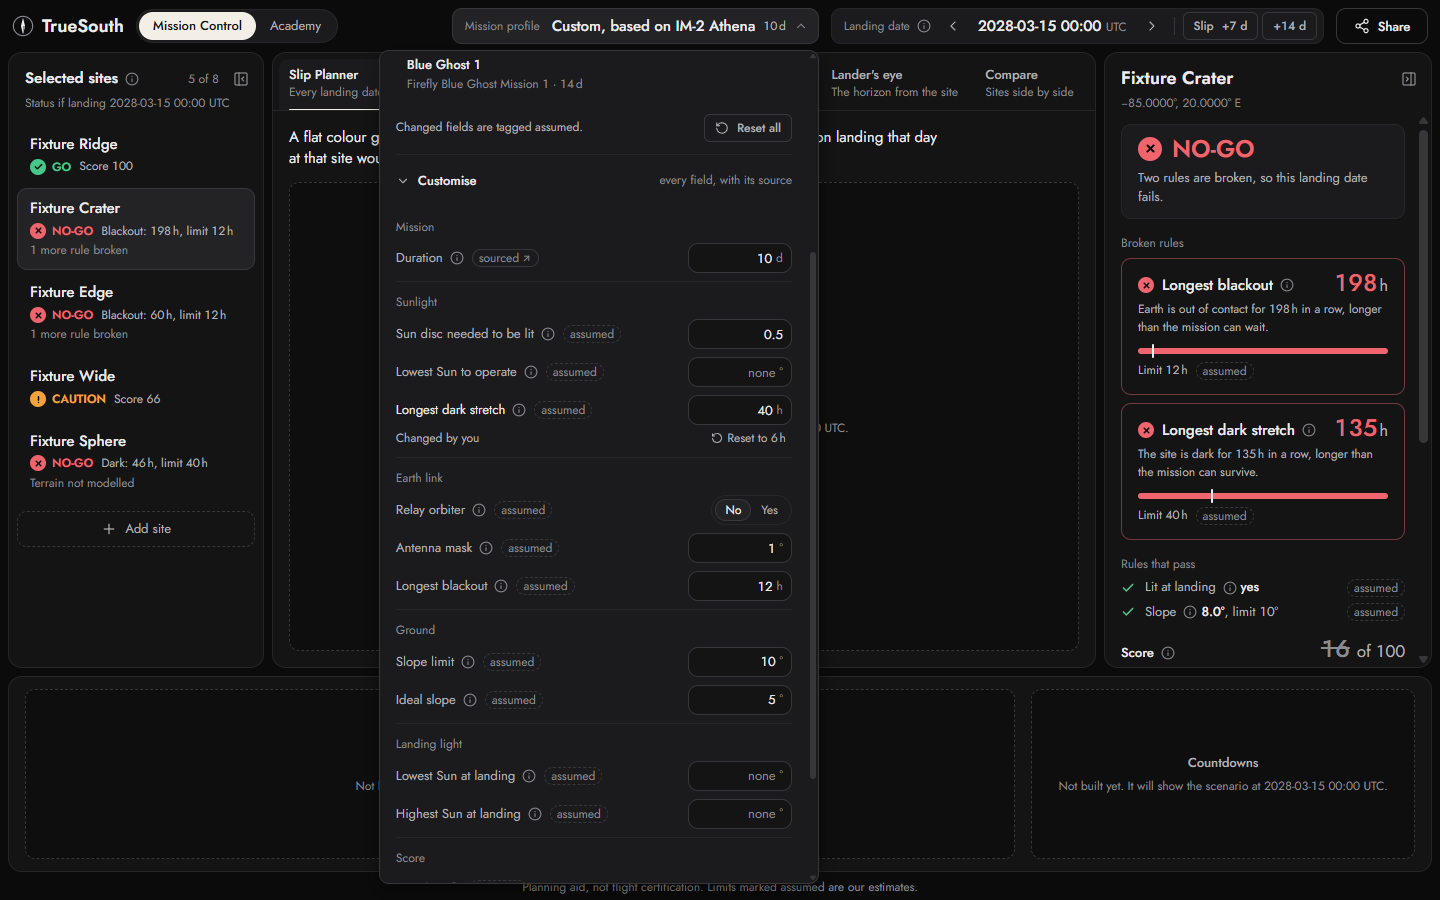 TrueSouth
Mission Control
Academy
Mission profile Custom, based on IM-2 Athena 10 d
Landing date 2028-03-15 00:00 UTC
Slip +7 d
+14 d
Share
Selected sites 5 of 8
Status if landing 2028-03-15 00:00 UTC
Fixture Ridge
GO Score 100
Fixture Crater
NO-GO Blackout: 198 h, limit 12 h
1 more rule broken
Fixture Edge
NO-GO Blackout: 60 h, limit 12 h
1 more rule broken
Fixture Wide
CAUTION Score 66
Fixture Sphere
NO-GO Dark: 46 h, limit 40 h
Terrain not modelled
Add site
Slip Planner
Every landing date
A flat colour g
at that site wou
Blue Ghost 1
Firefly Blue Ghost Mission 1 · 14 d
Changed fields are tagged assumed.
Reset all
Customise every field, with its source
Mission
Duration sourced ↗ 10 d
Sunlight
Sun disc needed to be lit assumed 0.5
Lowest Sun to operate assumed none °
Longest dark stretch assumed 40 h
Changed by you Reset to 6 h
Earth link
Relay orbiter assumed No Yes
Antenna mask assumed 1 °
Longest blackout assumed 12 h
Ground
Slope limit assumed 10 °
Ideal slope assumed 5 °
Landing light
Lowest Sun at landing assumed none °
Highest Sun at landing assumed none °
Score
Lander's eye
The horizon from the site
Compare
Sites side by side
on landing that day
UTC.
Fixture Crater
−85.0000°, 20.0000° E
NO-GO
Two rules are broken, so this landing date
fails.
Broken rules
Longest blackout 198 h
Earth is out of contact for 198 h in a row, longer
than the mission can wait.
Limit 12 h assumed
Longest dark stretch 135 h
The site is dark for 135 h in a row, longer than
the mission can survive.
Limit 40 h assumed
Rules that pass
Lit at landing yes assumed
Slope 8.0°, limit 10° assumed
Score 16 of 100
Countdowns
Not built yet. It will show the scenario at 2028-03-15 00:00 UTC.
Planning aid, not flight certification. Limits marked assumed are our estimates.